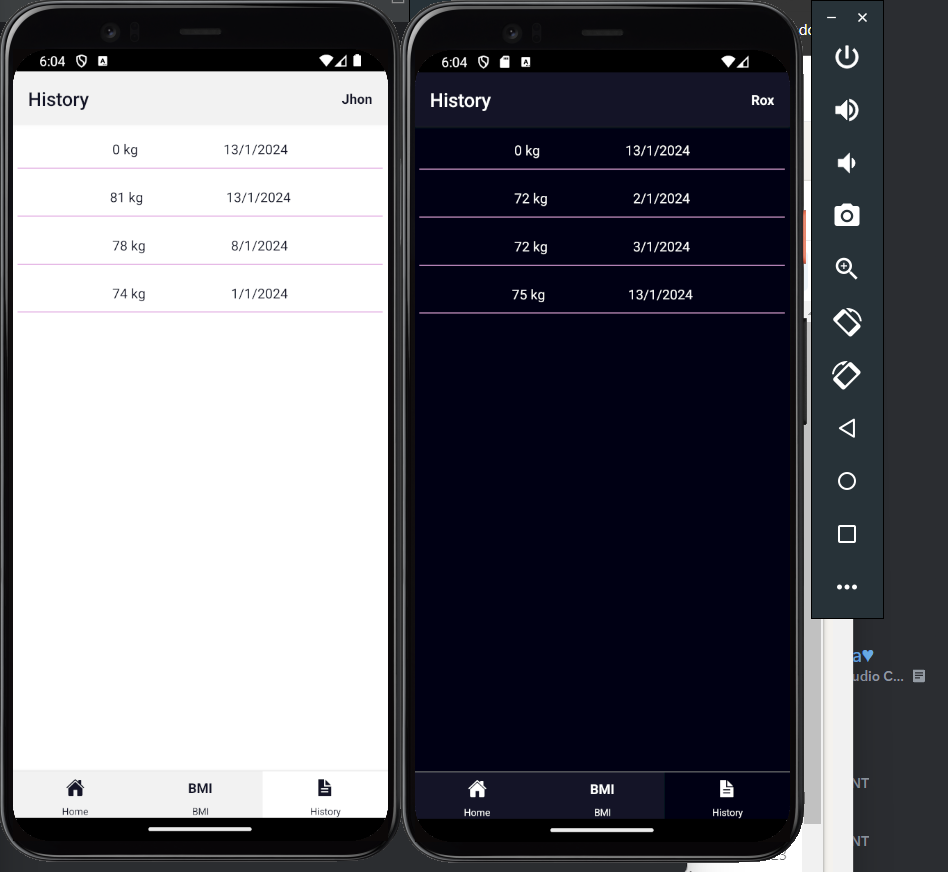 6:04
History
Jhon
0 kg 13/1/2024
81 kg 13/1/2024
78 kg 8/1/2024
74 kg 1/1/2024
BMI
Home BMI History
6:04
History
Rox
0 kg 13/1/2024
72 kg 2/1/2024
72 kg 3/1/2024
75 kg 13/1/2024
BMI
Home BMI History
a♥
udio C...
NT
NT